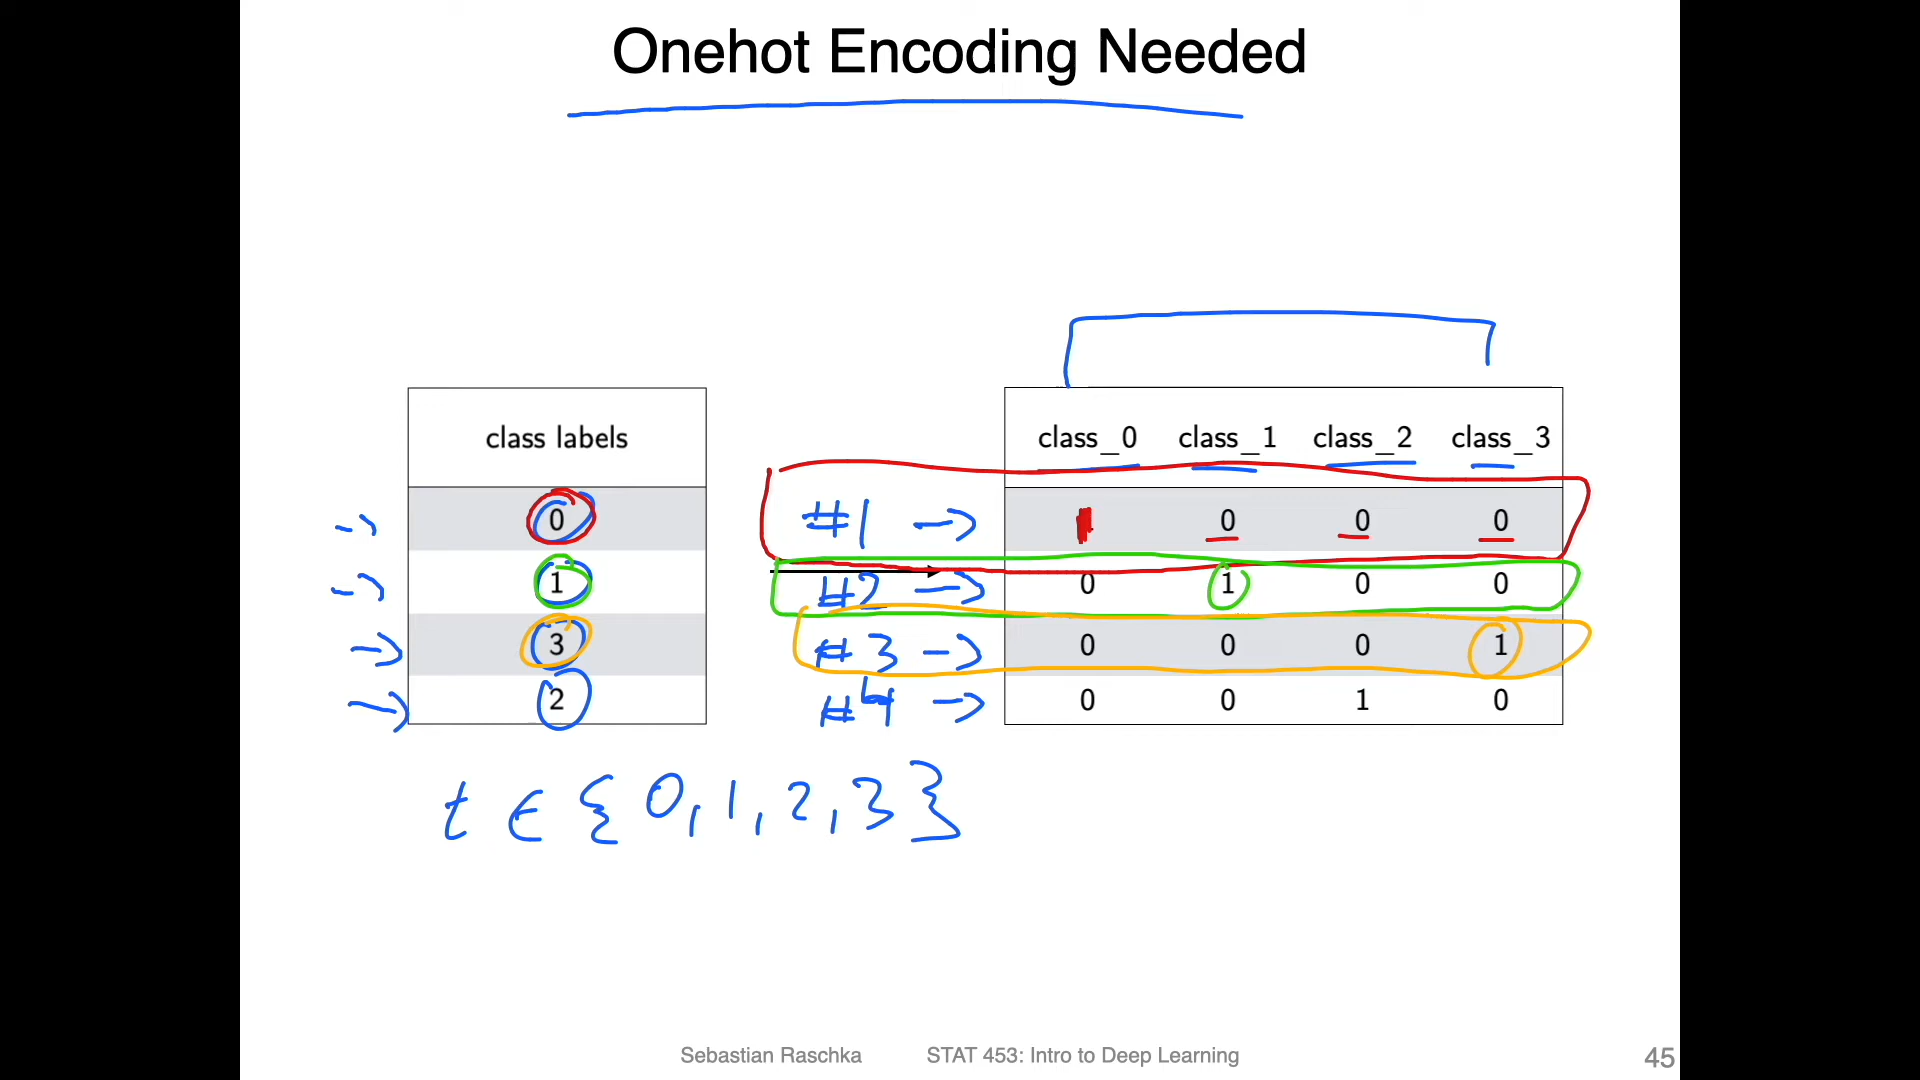 Onehot Encoding Needed
class labels
0
1
3
2
class_0 class_1 class_2 class_3
#1 → 1 0 0 0
#2 → 0 1 0 0
#3 → 0 0 0 1
#4 → 0 0 1 0
t ∈ {0,1,2,3}
Sebastian Raschka STAT 453: Intro to Deep Learning 45